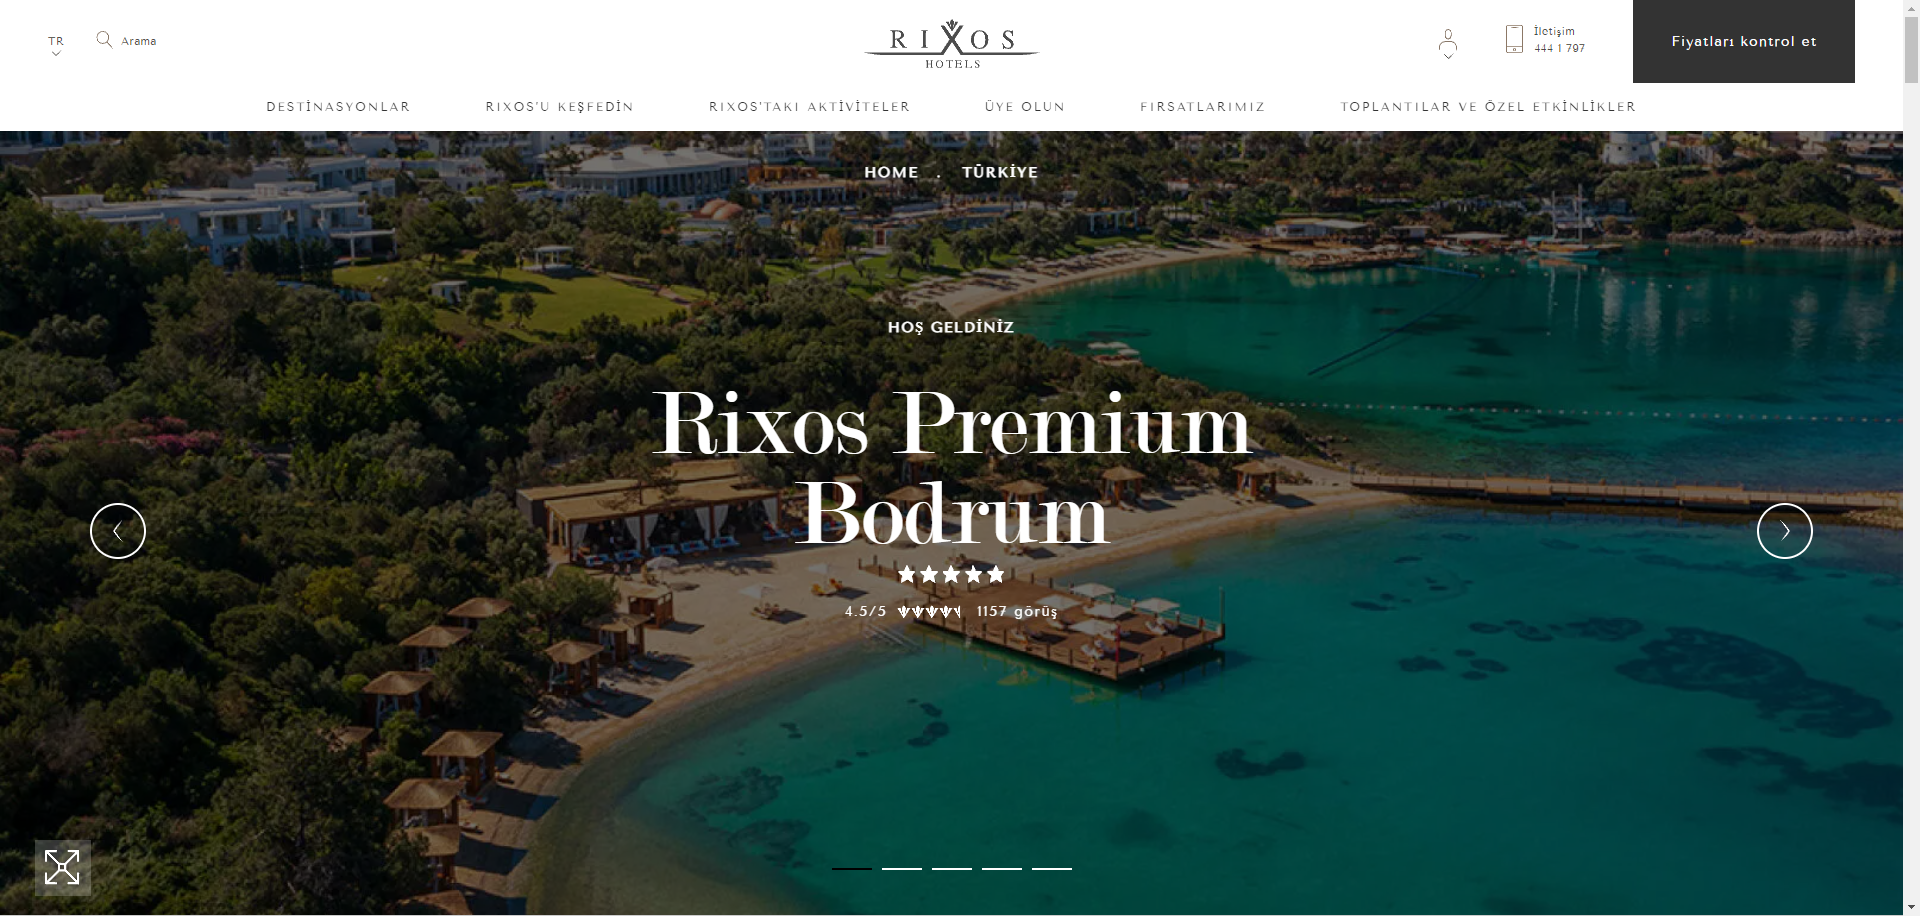 TR
Arama
RIXOS
HOTELS
İletişim
444 1 797
Fiyatları kontrol et
DESTİNASYONLAR
RIXOS'U KEŞFEDİN
RIXOS'TAKI AKTİVİTELER
ÜYE OLUN
FIRSATLARIMIZ
TOPLANTILAR VE ÖZEL ETKİNLİKLER
HOME . TÜRKİYE
HOŞ GELDİNİZ
Rixos Premium
Bodrum
4.5/5 1157 görüş